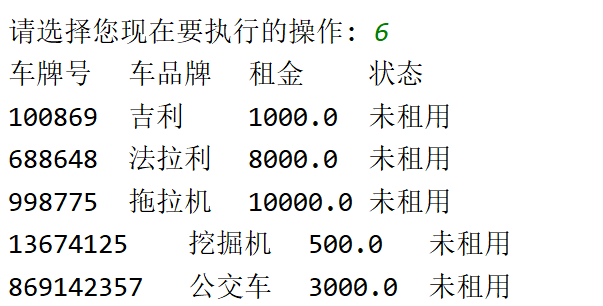 请选择您现在要执行的操作: 6
车牌号 车品牌 租金 状态
100869 吉利 1000.0 未租用
688648 法拉利 8000.0 未租用
998775 拖拉机 10000.0 未租用
13674125 挖掘机 500.0 未租用
869142357 公交车 3000.0 未租用